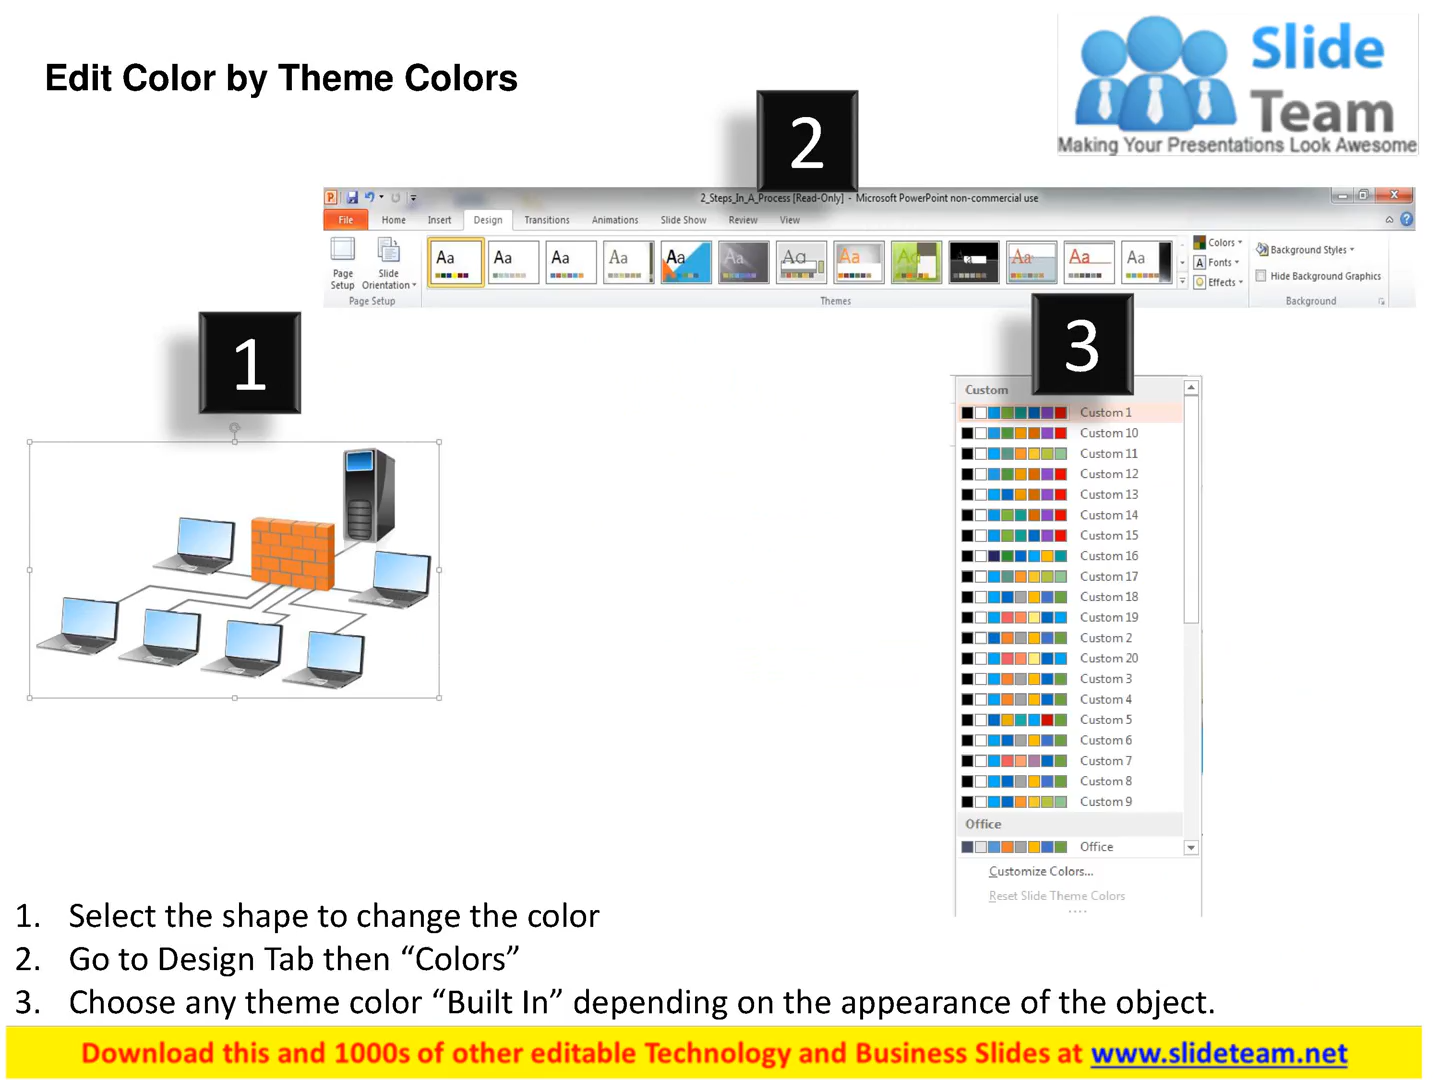 Edit Color by Theme Colors
Slide
Team
Making Your Presentations Look Awesome
2
2_Steps_In_A_Process [Read-Only] - Microsoft PowerPoint non-commercial use
File Home Insert Design Transitions Animations Slide Show Review View
Page Setup
Slide Orientation
Aa Aa Aa Aa Aa Aa Aa Aa Aa Aa Aa Aa Aa
Colors
Fonts
Effects
Background Styles
Hide Background Graphics
Page Setup
Themes
Background
1
3
Custom
Custom 1
Custom 10
Custom 11
Custom 12
Custom 13
Custom 14
Custom 15
Custom 16
Custom 17
Custom 18
Custom 19
Custom 2
Custom 20
Custom 3
Custom 4
Custom 5
Custom 6
Custom 7
Custom 8
Custom 9
Office
Office
Customize Colors...
Reset Slide Theme Colors
1. Select the shape to change the color
2. Go to Design Tab then “Colors”
3. Choose any theme color “Built In” depending on the appearance of the object.
Download this and 1000s of other editable Technology and Business Slides at www.slideteam.net